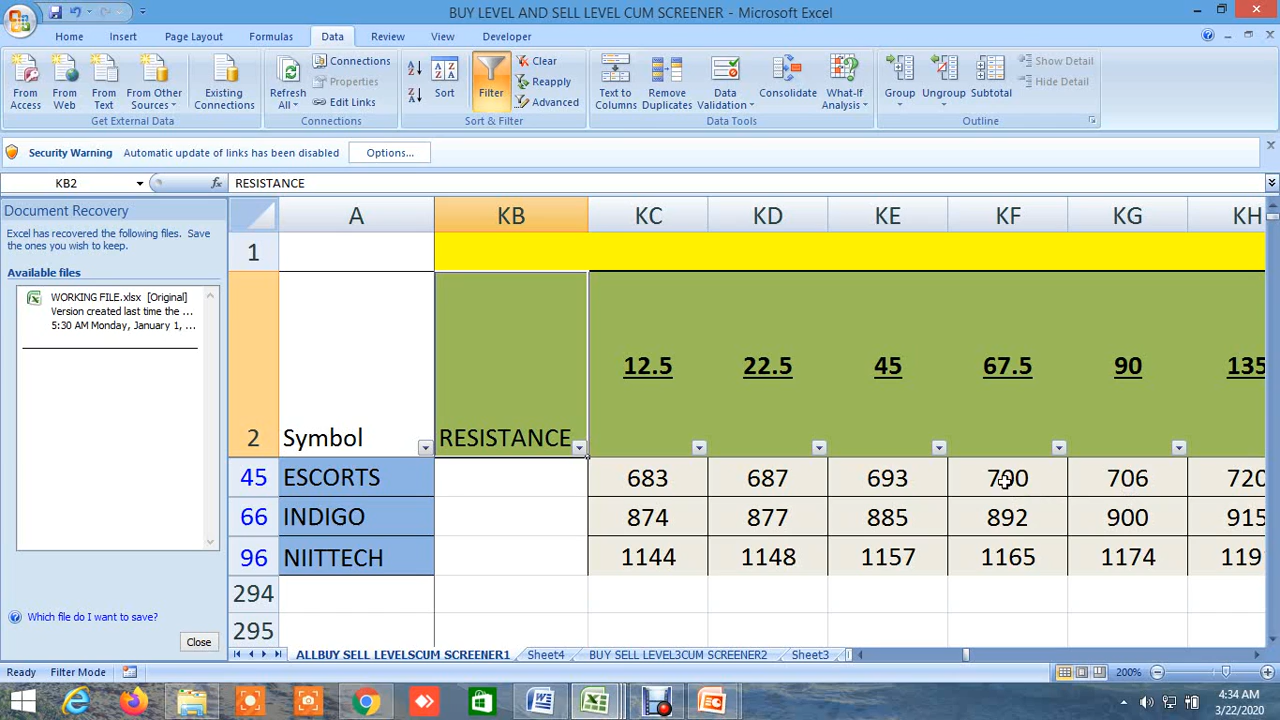 BUY LEVEL AND SELL LEVEL CUM SCREENER - Microsoft Excel
Home Insert Page Layout Formulas Data Review View Developer
From Access
From Web
From Text
From Other Sources
Existing Connections
Get External Data
Refresh All
Connections
Properties
Edit Links
Connections
Sort
Filter
Clear
Reapply
Advanced
Sort & Filter
Text to Columns
Remove Duplicates
Data Validation
Consolidate
What-If Analysis
Data Tools
Group
Ungroup
Subtotal
Show Detail
Hide Detail
Outline
Security Warning Automatic update of links has been disabled Options...
KB2 fx RESISTANCE
Document Recovery
Excel has recovered the following files. Save
the ones you wish to keep.
Available files
WORKING FILE.xlsx [Original]
Version created last time the ...
5:30 AM Monday, January 1, ...
Which file do I want to save?
Close
A KB KC KD KE KF KG KH
1
2 Symbol RESISTANCE 12.5 22.5 45 67.5 90 135
45 ESCORTS 683 687 693 700 706 720
66 INDIGO 874 877 885 892 900 915
96 NIITTECH 1144 1148 1157 1165 1174 119
294
295
ALLBUY SELL LEVELSCUM SCREENER1 Sheet4 BUY SELL LEVEL3CUM SCREENER2 Sheet3
Ready Filter Mode 200%
4:34 AM
3/22/2020